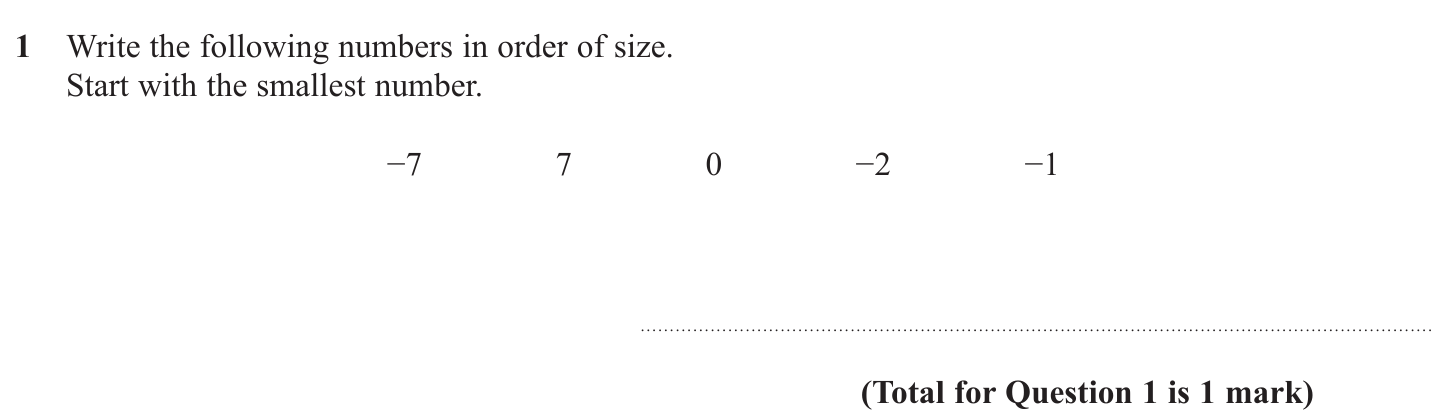 1 Write the following numbers in order of size.
Start with the smallest number.
−7 7 0 −2 −1
(Total for Question 1 is 1 mark)